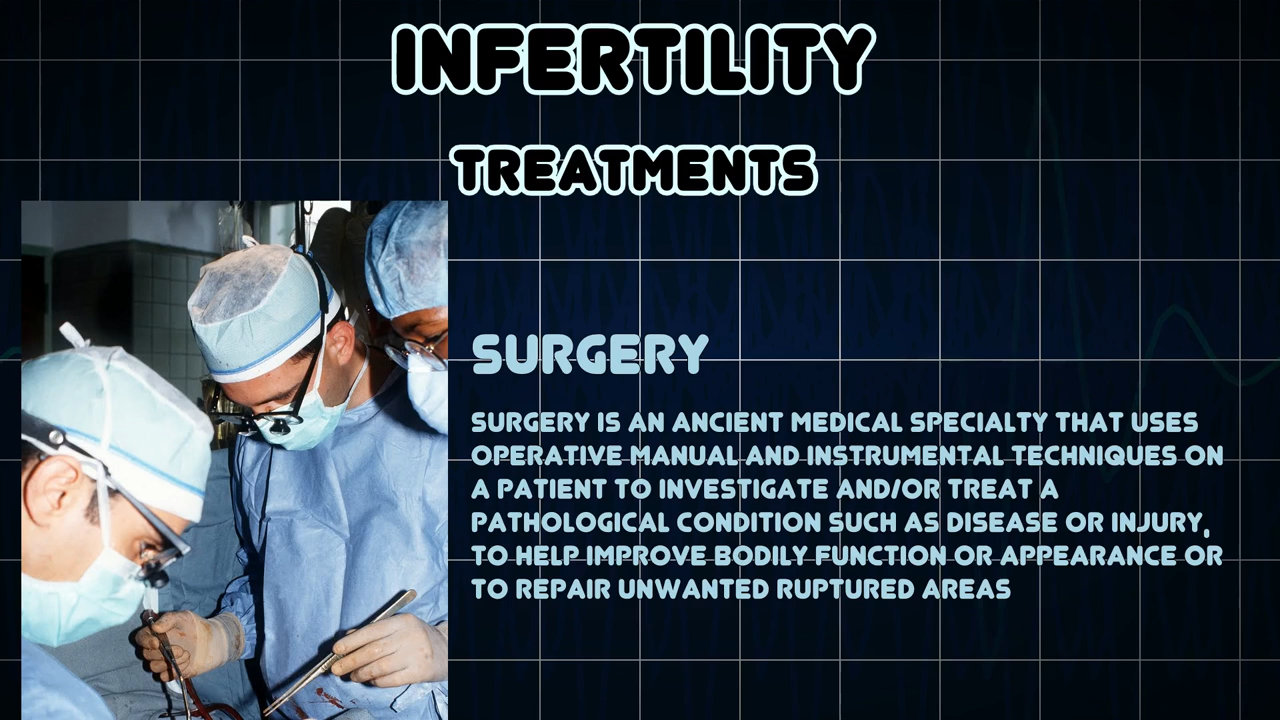 INFERTILITY
TREATMENTS
SURGERY
SURGERY IS AN ANCIENT MEDICAL SPECIALTY THAT USES
OPERATIVE MANUAL AND INSTRUMENTAL TECHNIQUES ON
A PATIENT TO INVESTIGATE AND/OR TREAT A
PATHOLOGICAL CONDITION SUCH AS DISEASE OR INJURY,
TO HELP IMPROVE BODILY FUNCTION OR APPEARANCE OR
TO REPAIR UNWANTED RUPTURED AREAS